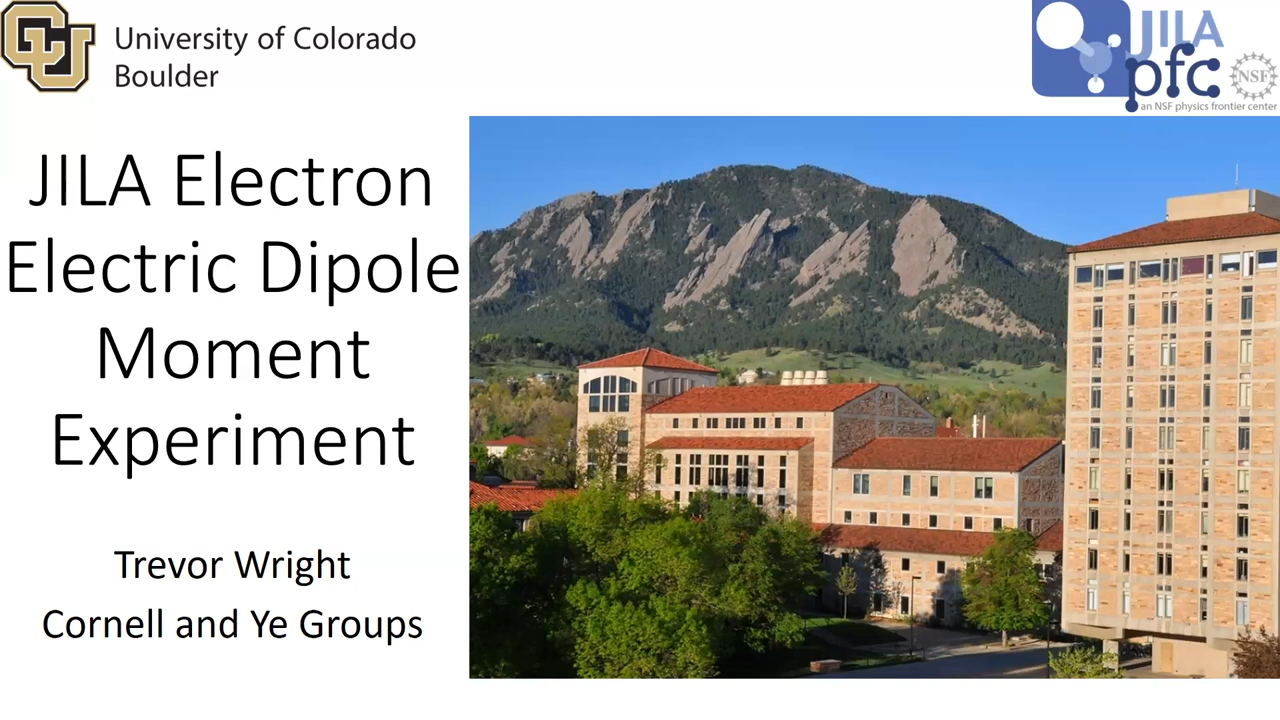 University of Colorado
Boulder
JILA
pfc
NSF
an NSF physics frontier center
JILA Electron
Electric Dipole
Moment
Experiment
Trevor Wright
Cornell and Ye Groups